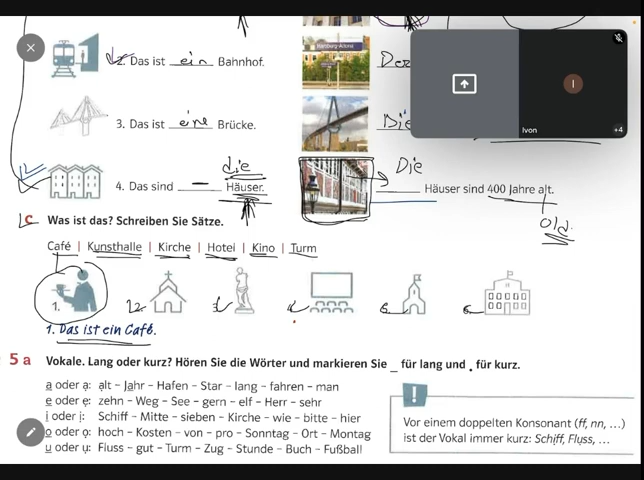 2. Das ist ein Bahnhof.
Hamburg-Altona
3. Das ist eine Brücke.
Die
Ivon
+4
die
4. Das sind – Häuser.
Die
Häuser sind 400 Jahre alt.
old
c Was ist das? Schreiben Sie Sätze.
Café | Kunsthalle | Kirche | Hotel | Kino | Turm
1.
2.
1. Das ist ein Café.
5 a Vokale. Lang oder kurz? Hören Sie die Wörter und markieren Sie _ für lang und . für kurz.
a oder ạ: alt – Jahr – Hafen – Star – lang – fahren – man
e oder ẹ: zehn – Weg – See – gern – elf – Herr – sehr
i oder ị: Schiff – Mitte – sieben – Kirche – wie – bitte – hier
o oder ọ: hoch – Kosten – von – pro – Sonntag – Ort – Montag
u oder ụ: Fluss – gut – Turm – Zug – Stunde – Buch – Fußball
!
Vor einem doppelten Konsonant (ff, nn, ...)
ist der Vokal immer kurz: Schiff, Fluss, ...